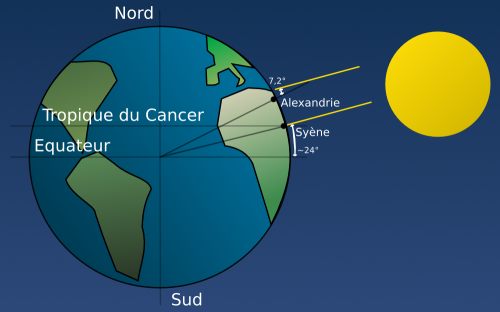 Nord
7,2°
Alexandrie
Tropique du Cancer
Syène
Equateur
~24°
Sud